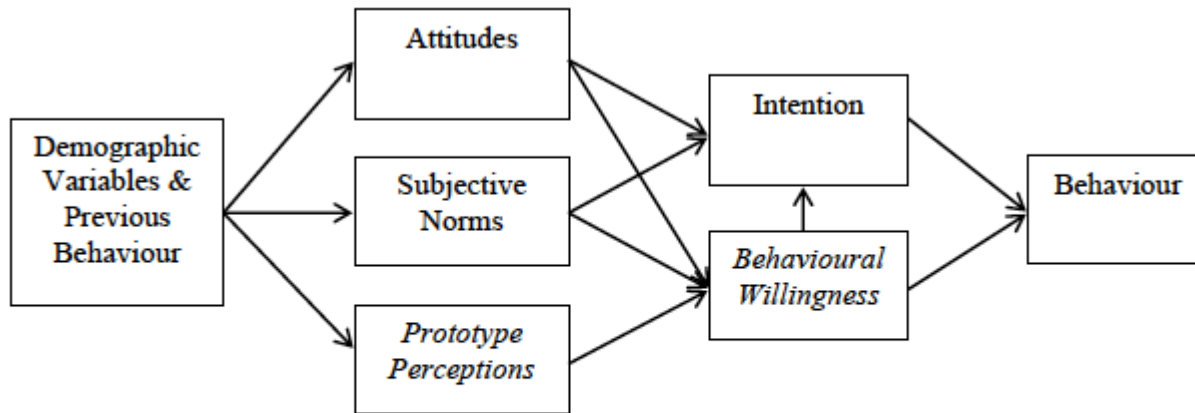 Demographic
Variables &
Previous
Behaviour
Attitudes
Subjective
Norms
Prototype
Perceptions
Intention
Behavioural
Willingness
Behaviour